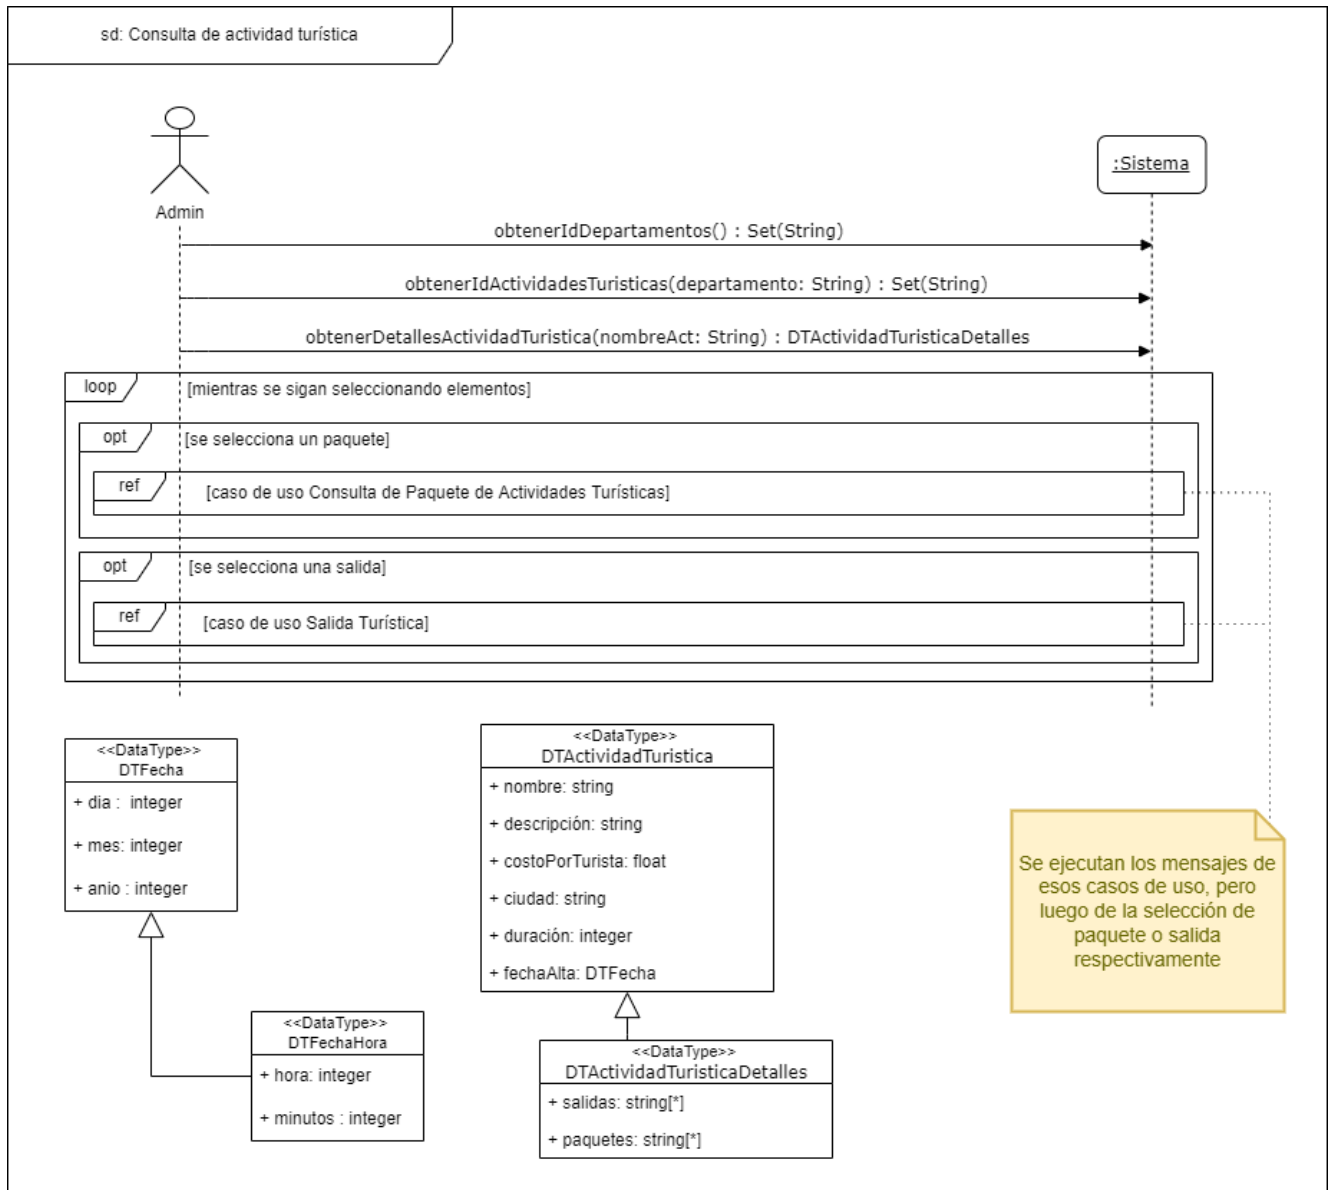 sd: Consulta de actividad turística
Admin
:Sistema
obtenerIdDepartamentos() : Set(String)
obtenerIdActividadesTuristicas(departamento: String) : Set(String)
obtenerDetallesActividadTuristica(nombreAct: String) : DTActividadTuristicaDetalles
loop
[mientras se sigan seleccionando elementos]
opt
[se selecciona un paquete]
ref
[caso de uso Consulta de Paquete de Actividades Turísticas]
opt
[se selecciona una salida]
ref
[caso de uso Salida Turística]
<<DataType>>
DTFecha
+ dia : integer
+ mes: integer
+ anio : integer
<<DataType>>
DTFechaHora
+ hora: integer
+ minutos : integer
<<DataType>>
DTActividadTuristica
+ nombre: string
+ descripción: string
+ costoPorTurista: float
+ ciudad: string
+ duración: integer
+ fechaAlta: DTFecha
<<DataType>>
DTActividadTuristicaDetalles
+ salidas: string[*]
+ paquetes: string[*]
Se ejecutan los mensajes de
esos casos de uso, pero
luego de la selección de
paquete o salida
respectivamente